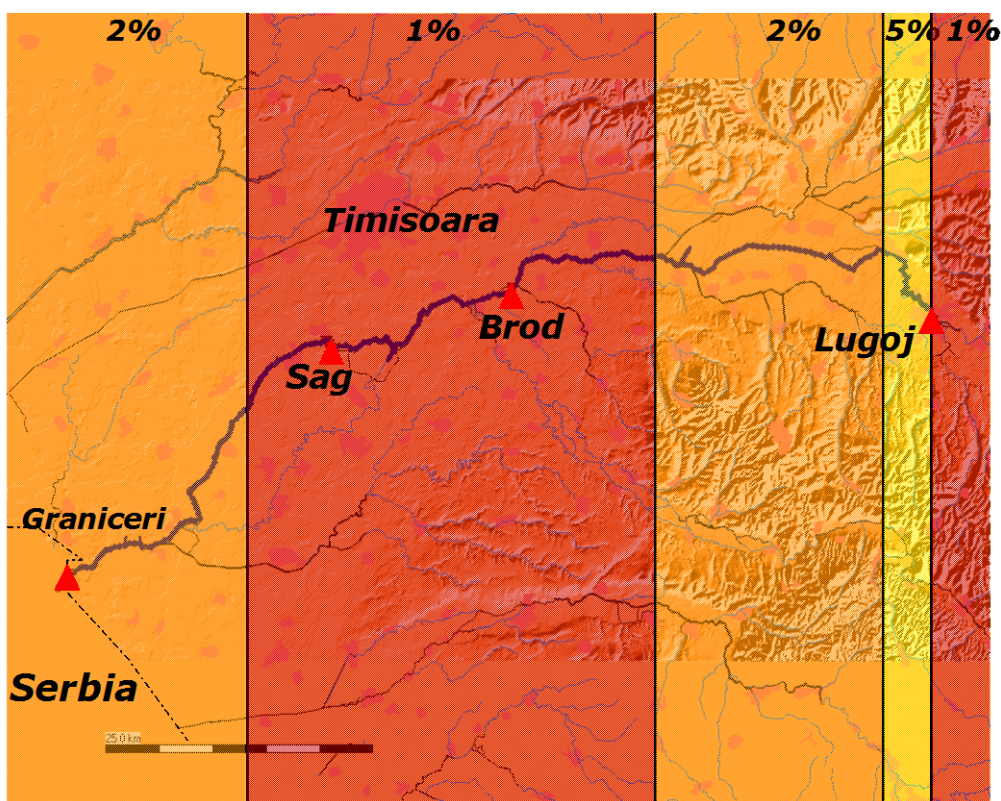 2% 1% 2% 5% 1%
Timisoara
Brod
Lugoj
Sag
Graniceri
Serbia
25.0 km